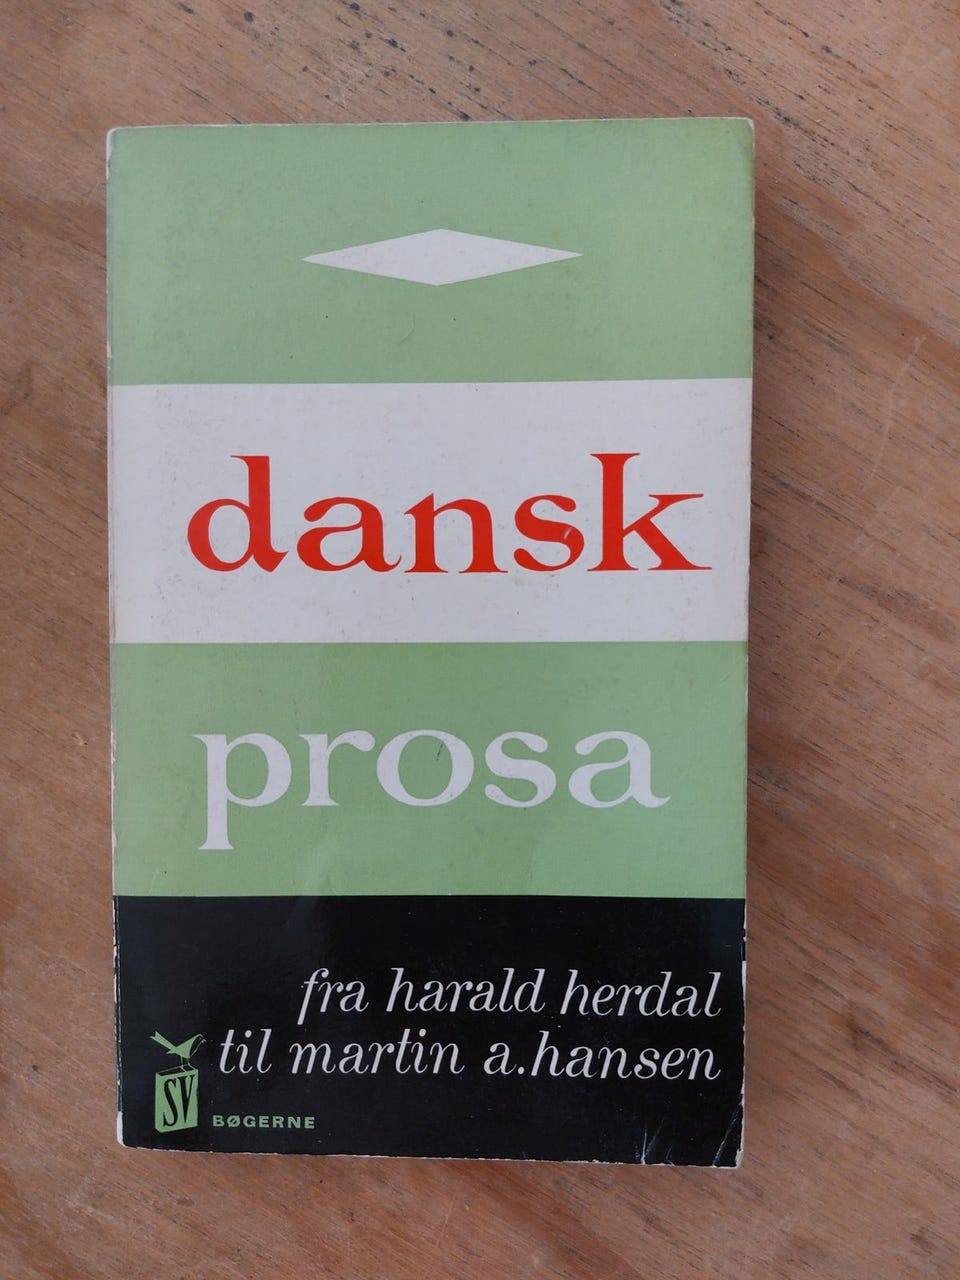 dansk
prosa
fra harald herdal
til martin a.hansen
SV
BØGERNE